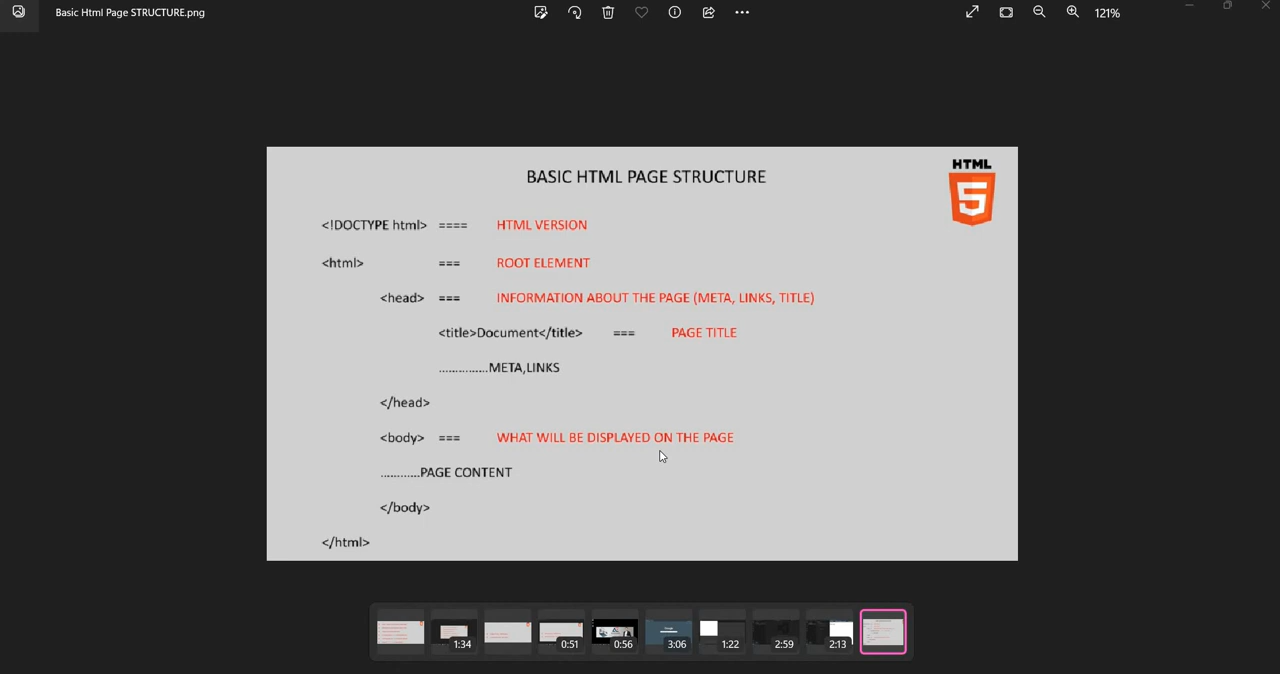 Basic Html Page STRUCTURE.png
121%
HTML
5
BASIC HTML PAGE STRUCTURE
<!DOCTYPE html> ==== HTML VERSION
<html> === ROOT ELEMENT
<head> === INFORMATION ABOUT THE PAGE (META, LINKS, TITLE)
<title>Document</title> === PAGE TITLE
...............META,LINKS
</head>
<body> === WHAT WILL BE DISPLAYED ON THE PAGE
............PAGE CONTENT
</body>
</html>
1:34 0:51 0:56 3:06 1:22 2:59 2:13